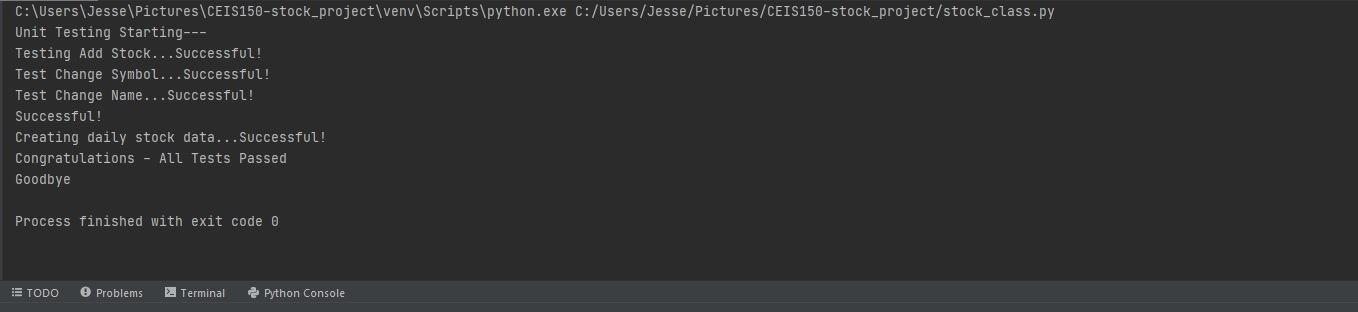 C:\Users\Jesse\Pictures\CEIS150-stock_project\venv\Scripts\python.exe C:/Users/Jesse/Pictures/CEIS150-stock_project/stock_class.py
Unit Testing Starting---
Testing Add Stock...Successful!
Test Change Symbol...Successful!
Test Change Name...Successful!
Successful!
Creating daily stock data...Successful!
Congratulations - All Tests Passed
Goodbye
Process finished with exit code 0
TODO Problems Terminal Python Console